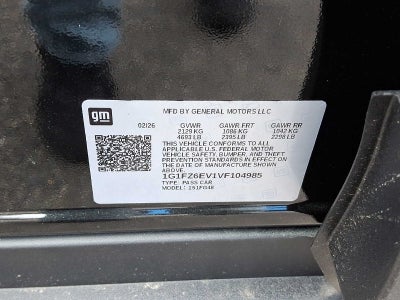 gm
MFD BY GENERAL MOTORS LLC
02/26 GVWR GAWR FRT GAWR RR
2129 KG 1086 KG 1042 KG
4693 LB 2395 LB 2298 LB
THIS VEHICLE CONFORMS TO ALL
APPLICABLE U.S. FEDERAL MOTOR
VEHICLE SAFETY, BUMPER, AND THEFT
PREVENTION STANDARDS IN EFFECT ON
THE DATE OF MANUFACTURE SHOWN
ABOVE.
1G1FZ6EV1VF104985
TYPE: PASS CAR
MODEL: 1S1FG48